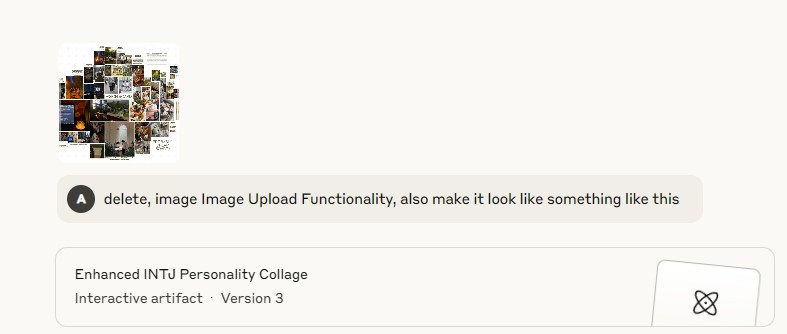 A
delete, image Image Upload Functionality, also make it look like something like this
Enhanced INTJ Personality Collage
Interactive artifact · Version 3